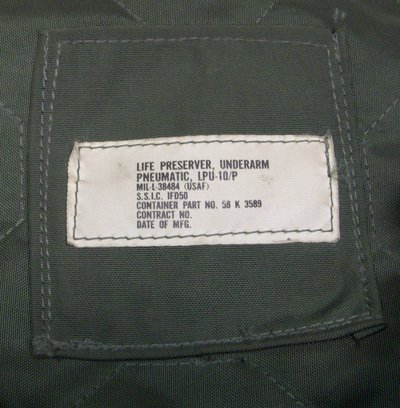 LIFE PRESERVER, UNDERARM
PNEUMATIC, LPU-10/P
MIL-L-38484 (USAF)
S.S.I.C. IFD50
CONTAINER PART NO. 58 K 3589
CONTRACT NO.
DATE OF MFG.